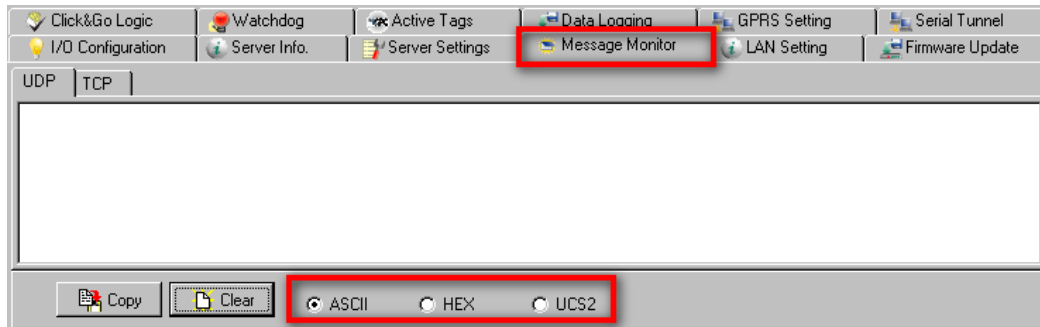 Click&Go Logic Watchdog Active Tags Data Logging GPRS Setting Serial Tunnel
I/O Configuration Server Info. Server Settings Message Monitor LAN Setting Firmware Update
UDP TCP
Copy Clear ASCII HEX UCS2